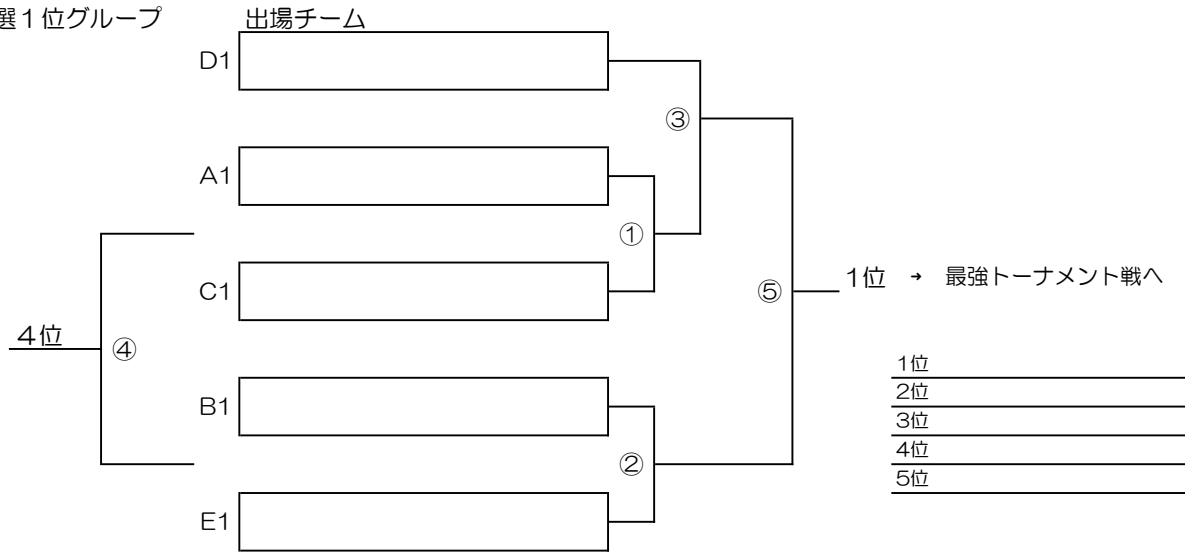 選１位グループ
出場チーム
D1
③
A1
①
C1
⑤
1位 → 最強トーナメント戦へ
4位
④
B1
②
E1
1位
2位
3位
4位
5位